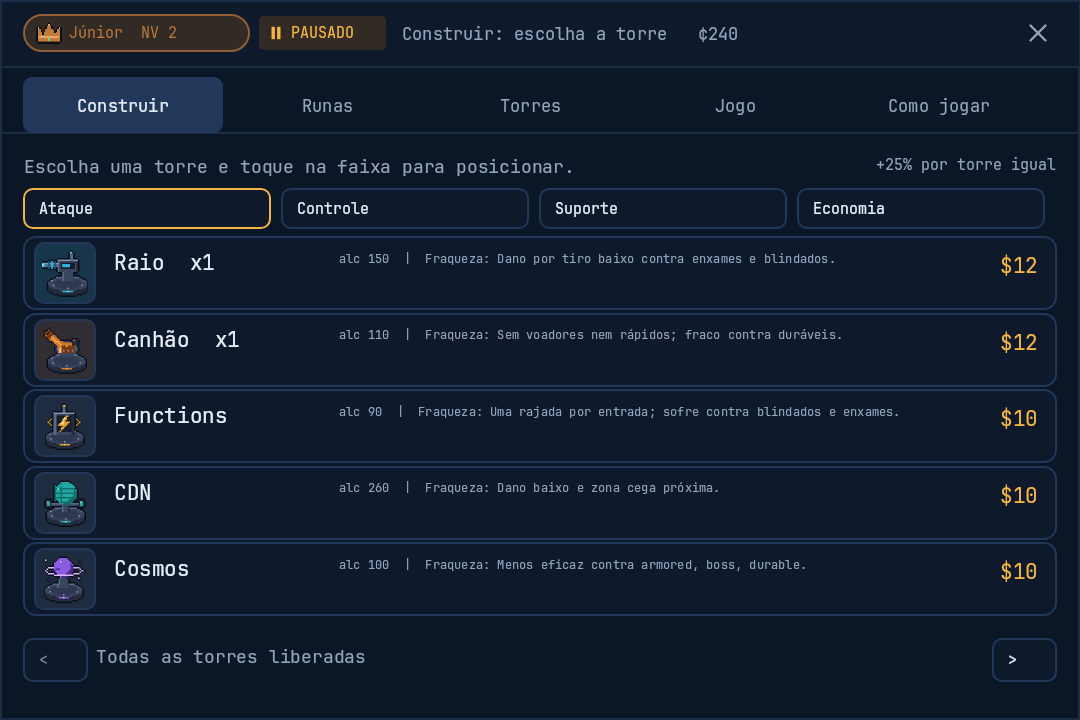 Júnior NV 2 PAUSADO Construir: escolha a torre ₵240
Construir Runas Torres Jogo Como jogar
Escolha uma torre e toque na faixa para posicionar. +25% por torre igual
Ataque Controle Suporte Economia
Raio x1 alc 150 | Fraqueza: Dano por tiro baixo contra enxames e blindados. $12
Canhão x1 alc 110 | Fraqueza: Sem voadores nem rápidos; fraco contra duráveis. $12
Functions alc 90 | Fraqueza: Uma rajada por entrada; sofre contra blindados e enxames. $10
CDN alc 260 | Fraqueza: Dano baixo e zona cega próxima. $10
Cosmos alc 100 | Fraqueza: Menos eficaz contra armored, boss, durable. $10
< Todas as torres liberadas >